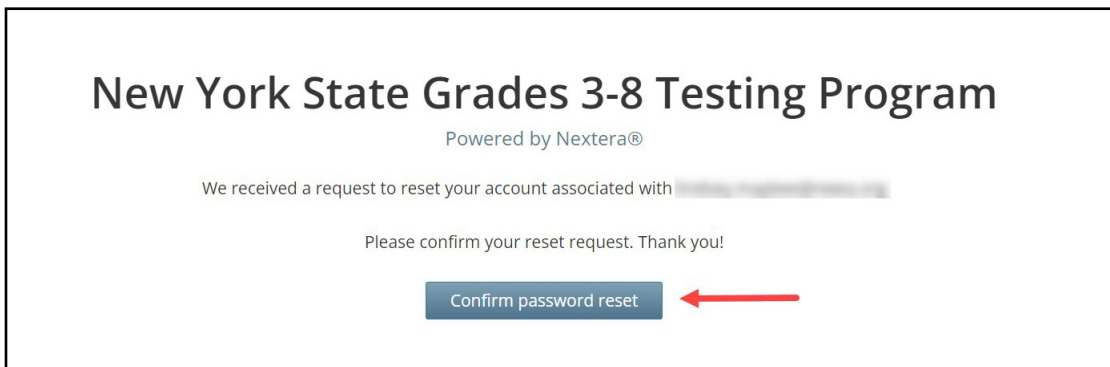 New York State Grades 3-8 Testing Program
Powered by Nextera®
We received a request to reset your account associated with
Please confirm your reset request. Thank you!
Confirm password reset